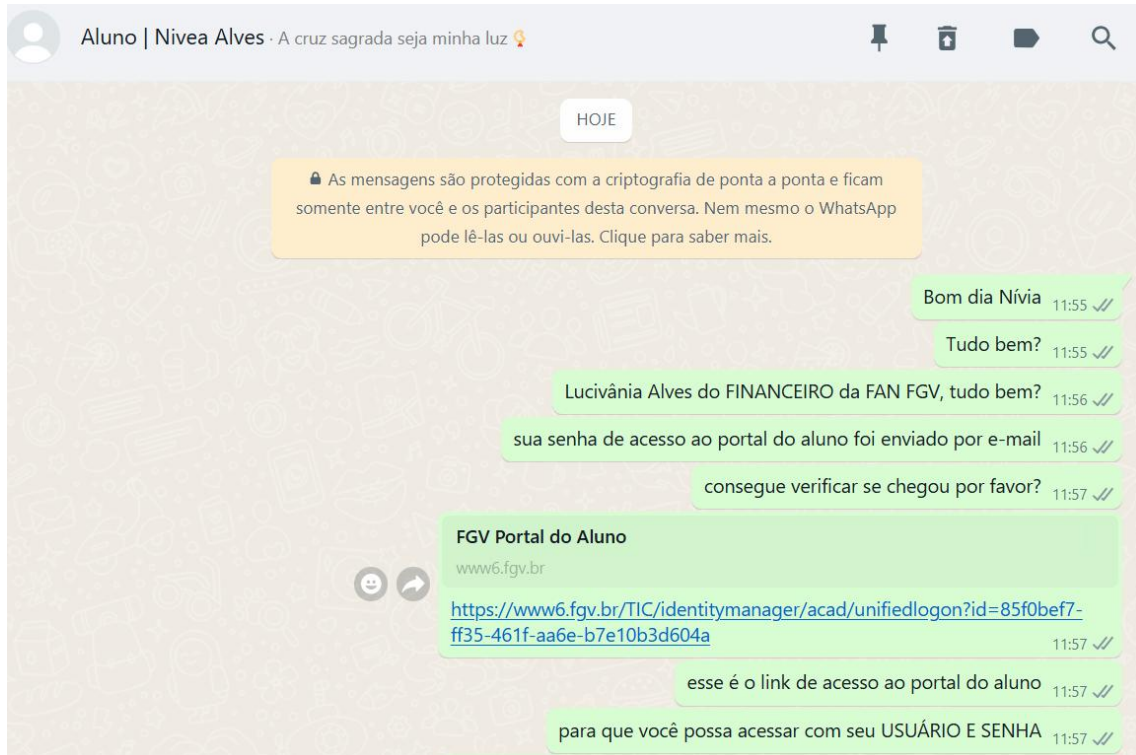 Aluno | Nivea Alves · A cruz sagrada seja minha luz
HOJE
As mensagens são protegidas com a criptografia de ponta a ponta e ficam
somente entre você e os participantes desta conversa. Nem mesmo o WhatsApp
pode lê-las ou ouvi-las. Clique para saber mais.
Bom dia Nívia 11:55
Tudo bem? 11:55
Lucivânia Alves do FINANCEIRO da FAN FGV, tudo bem? 11:56
sua senha de acesso ao portal do aluno foi enviado por e-mail 11:56
consegue verificar se chegou por favor? 11:57
FGV Portal do Aluno
www6.fgv.br
https://www6.fgv.br/TIC/identitymanager/acad/unifiedlogon?id=85f0bef7-
ff35-461f-aa6e-b7e10b3d604a 11:57
esse é o link de acesso ao portal do aluno 11:57
para que você possa acessar com seu USUÁRIO E SENHA 11:57